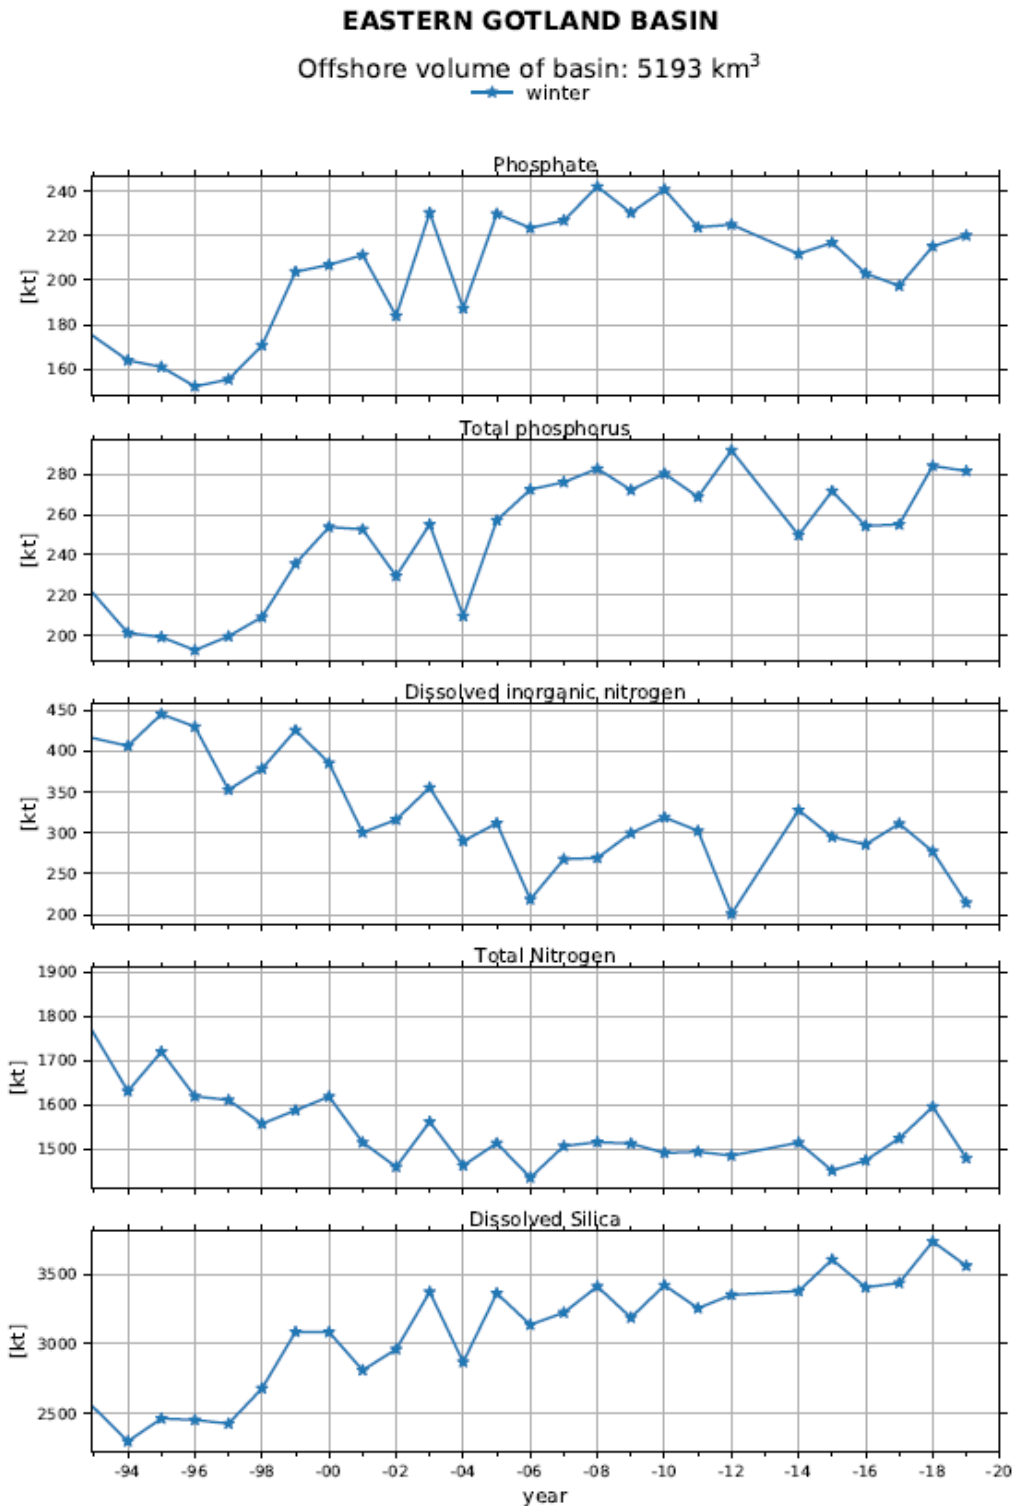 EASTERN GOTLAND BASIN
Offshore volume of basin: 5193 km³
winter
Phosphate
240
220
200
180
160
[kt]
Total phosphorus
280
260
240
220
200
[kt]
Dissolved inorganic nitrogen
450
400
350
300
250
200
[kt]
Total Nitrogen
1900
1800
1700
1600
1500
[kt]
Dissolved Silica
3500
3000
2500
[kt]
-94 -96 -98 -00 -02 -04 -06 -08 -10 -12 -14 -16 -18 -20
year